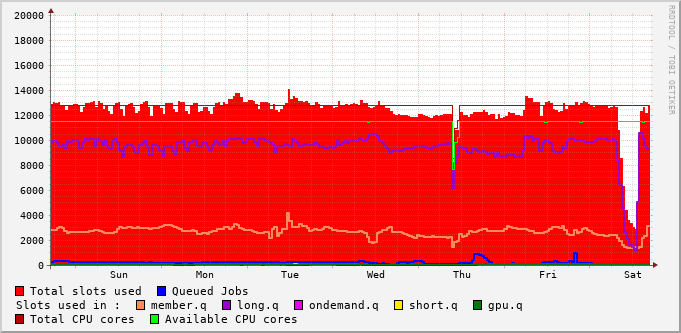 RRDTOOL / TOBI OETIKER
20000
18000
16000
14000
12000
10000
8000
6000
4000
2000
0
Sun Mon Tue Wed Thu Fri Sat
Total slots used Queued Jobs
Slots used in : member.q long.q ondemand.q short.q gpu.q
Total CPU cores Available CPU cores